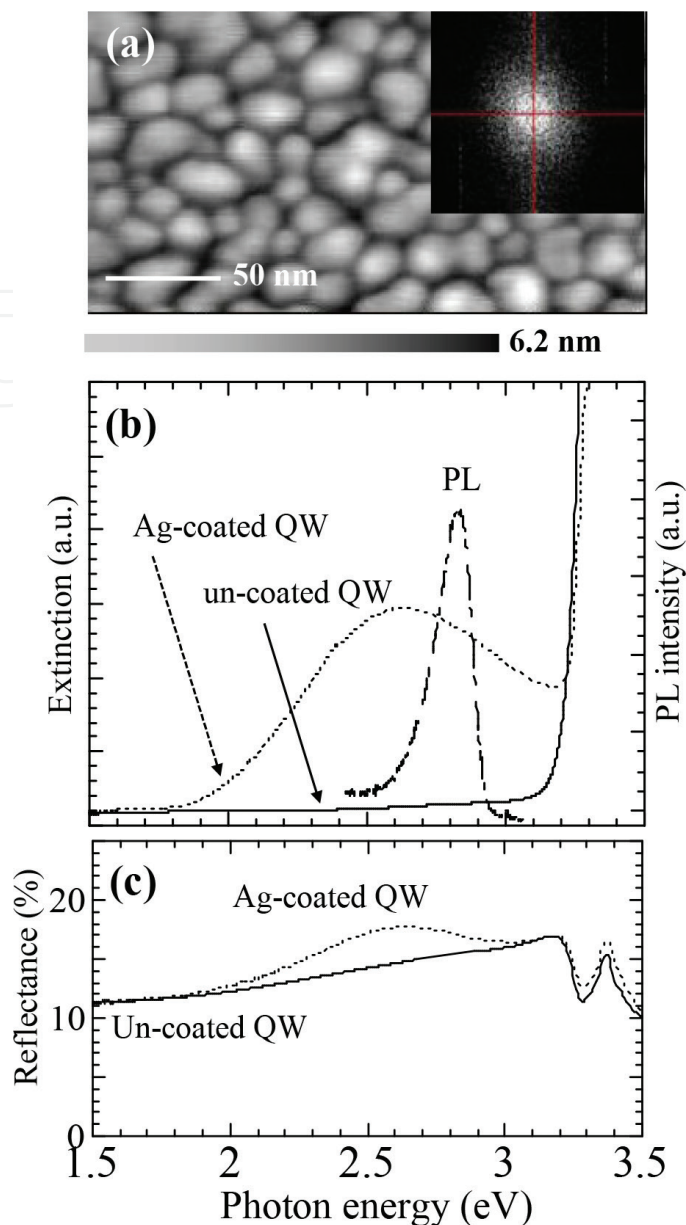 (a)
50 nm
6.2 nm
(b)
PL
Ag-coated QW
un-coated QW
Extinction (a.u.)
PL intensity (a.u.)
(c)
Ag-coated QW
Un-coated QW
Reflectance (%)
20
10
0
1.5 2 2.5 3 3.5
Photon energy (eV)